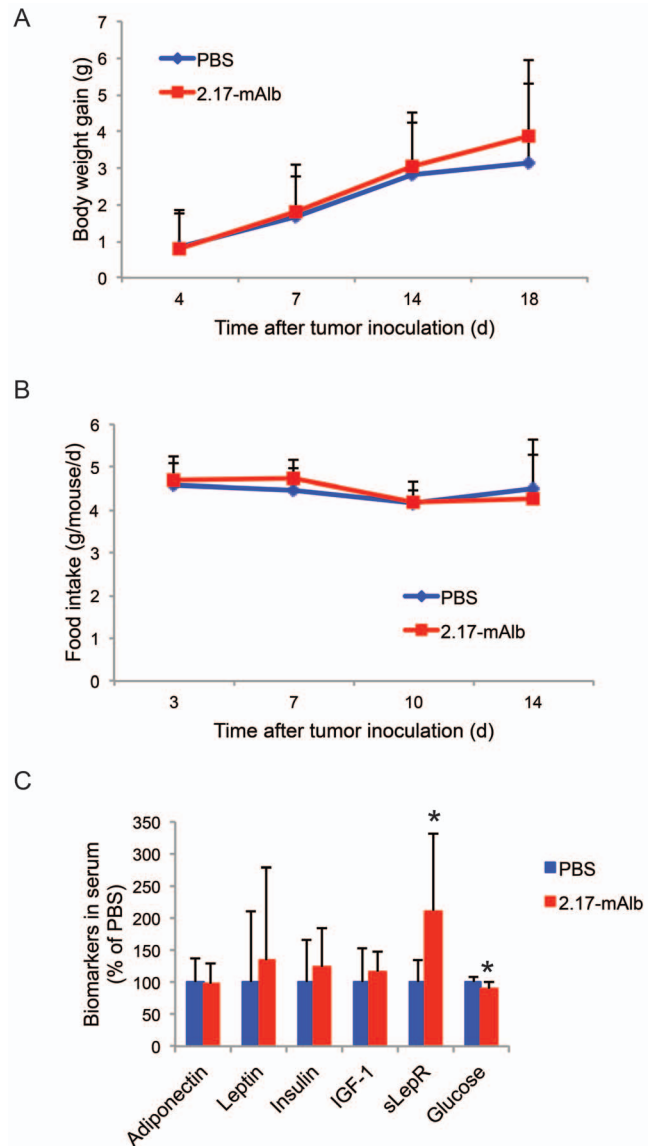 A
Body weight gain (g)
7
6
5
4
3
2
1
0
PBS
2.17-mAlb
4 7 14 18
Time after tumor inoculation (d)
B
Food intake (g/mouse/d)
6
5
4
3
2
1
0
PBS
2.17-mAlb
3 7 10 14
Time after tumor inoculation (d)
C
Biomarkers in serum
(% of PBS)
350
300
250
200
150
100
50
0
*
*
PBS
2.17-mAlb
Adiponectin
Leptin
Insulin
IGF-1
sLepR
Glucose